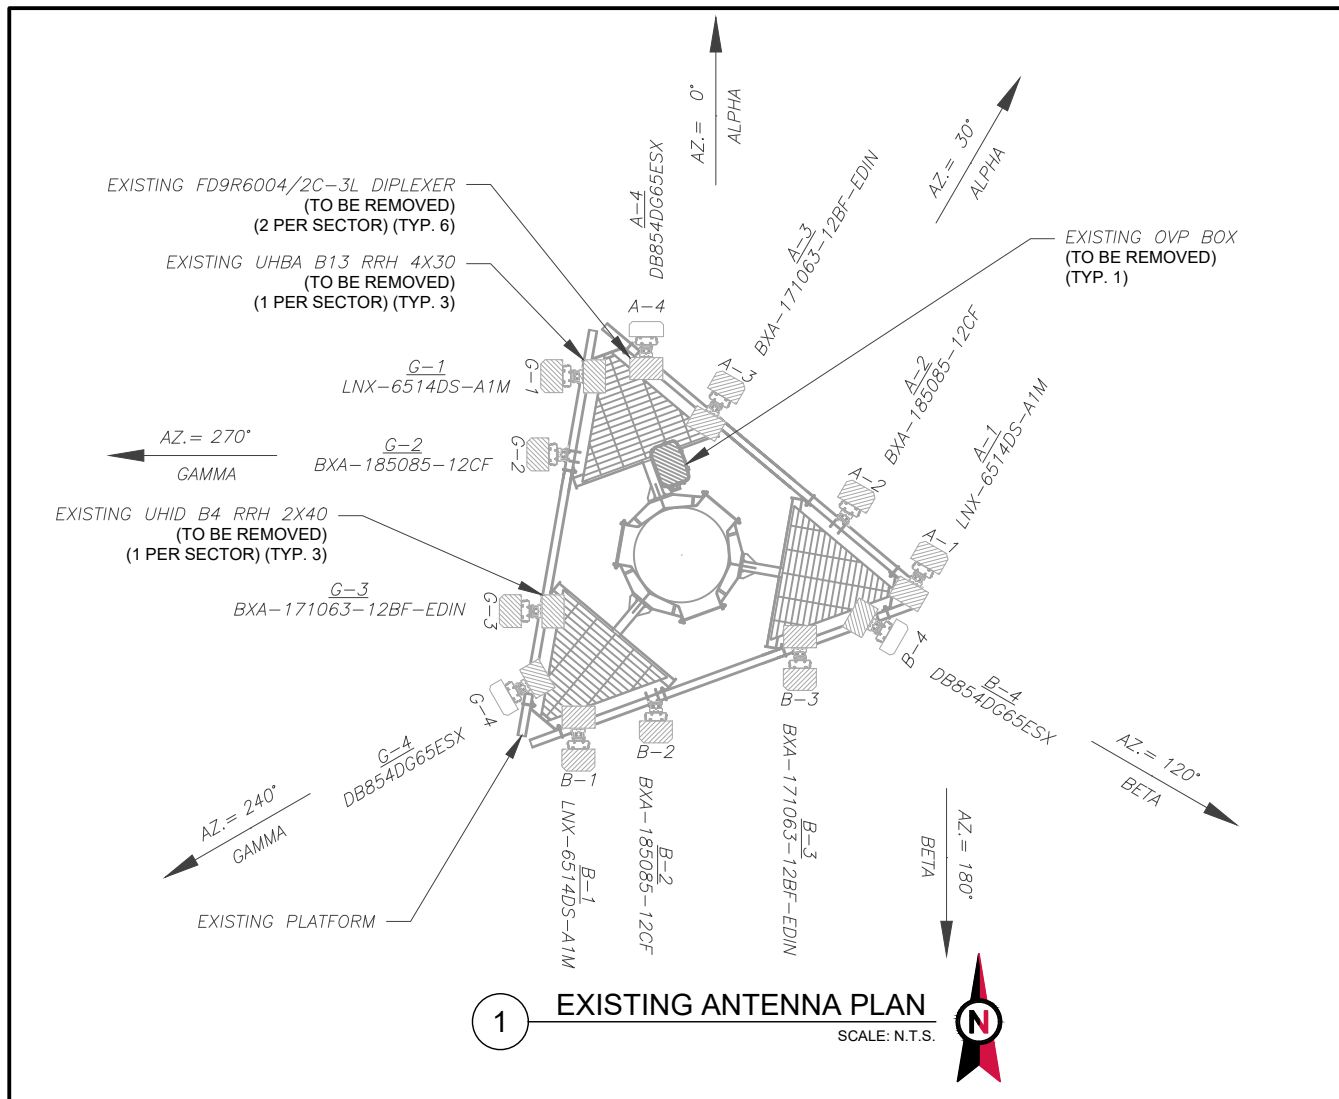 AZ.= 0°
ALPHA
AZ.= 30°
ALPHA
EXISTING FD9R6004/2C-3L DIPLEXER
(TO BE REMOVED)
(2 PER SECTOR) (TYP. 6)
EXISTING UHBA B13 RRH 4X30
(TO BE REMOVED)
(1 PER SECTOR) (TYP. 3)
A-4
DB854DG65ESX
A-3
BXA-171063-12BF-EDIN
EXISTING OVP BOX
(TO BE REMOVED)
(TYP. 1)
A-2
BXA-185085-12CF
A-1
LNX-6514DS-A1M
A-4
A-3
A-2
A-1
G-1
LNX-6514DS-A1M
G-1
AZ.= 270°
GAMMA
G-2
BXA-185085-12CF
G-2
EXISTING UHID B4 RRH 2X40
(TO BE REMOVED)
(1 PER SECTOR) (TYP. 3)
G-3
BXA-171063-12BF-EDIN
G-3
G-4
G-4
DB854DG65ESX
AZ.= 240°
GAMMA
EXISTING PLATFORM
B-4
B-4
DB854DG65ESX
AZ.= 120°
BETA
B-3
B-2
B-1
B-1
LNX-6514DS-A1M
B-2
BXA-185085-12CF
B-3
BXA-171063-12BF-EDIN
AZ.= 180°
BETA
1
EXISTING ANTENNA PLAN
SCALE: N.T.S.
N